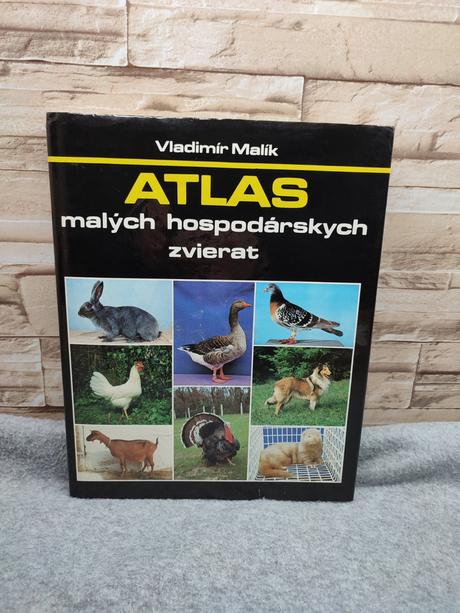 Vladimír Malík
ATLAS
malých hospodárskych
zvierat